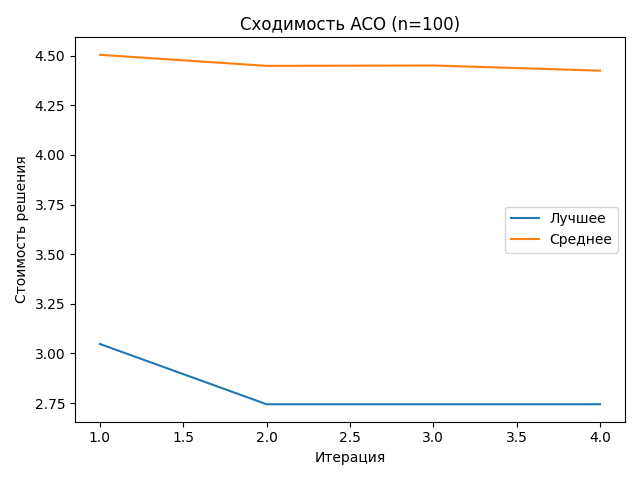 Сходимость ACO (n=100)
4.50
4.25
4.00
3.75
3.50
3.25
3.00
2.75
Стоимость решения
Лучшее
Среднее
1.0 1.5 2.0 2.5 3.0 3.5 4.0
Итерация